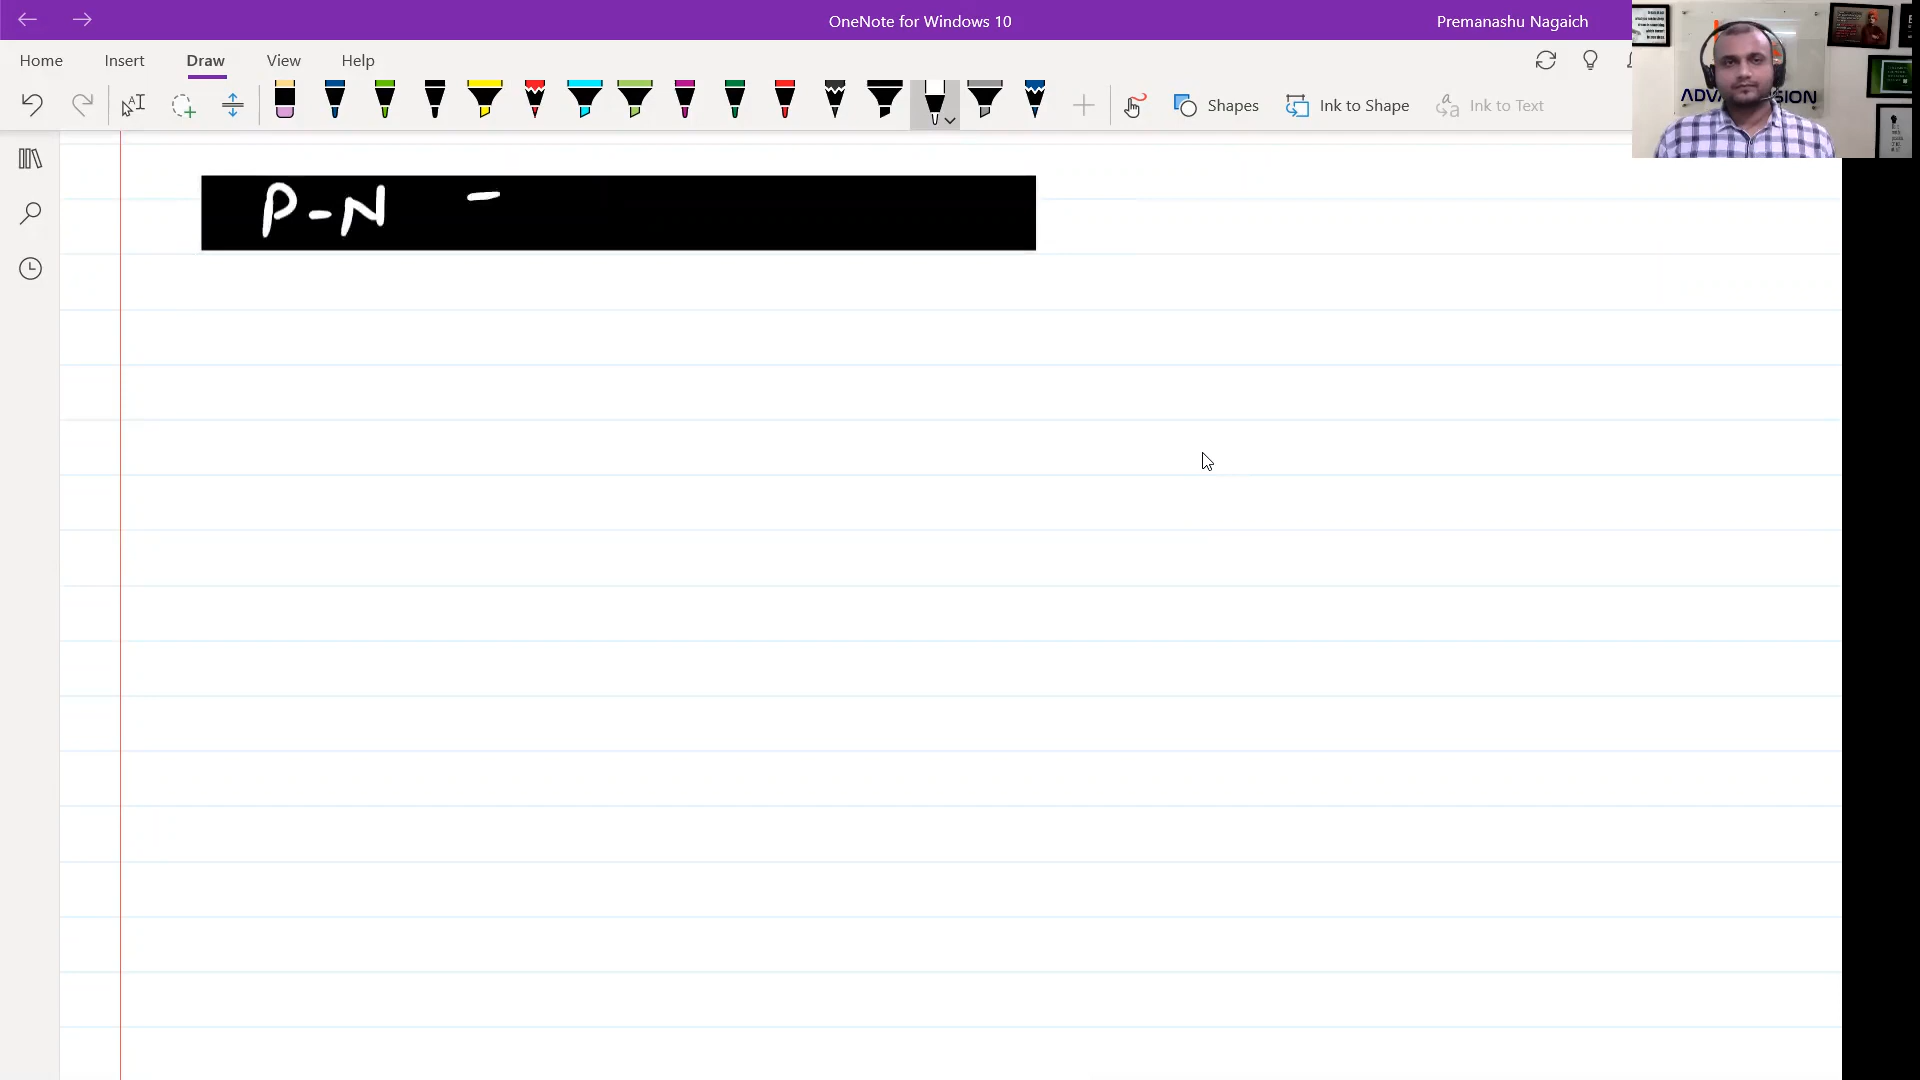 OneNote for Windows 10 Premanashu Nagaich
Home Insert Draw View Help
Shapes Ink to Shape Ink to Text
P-N